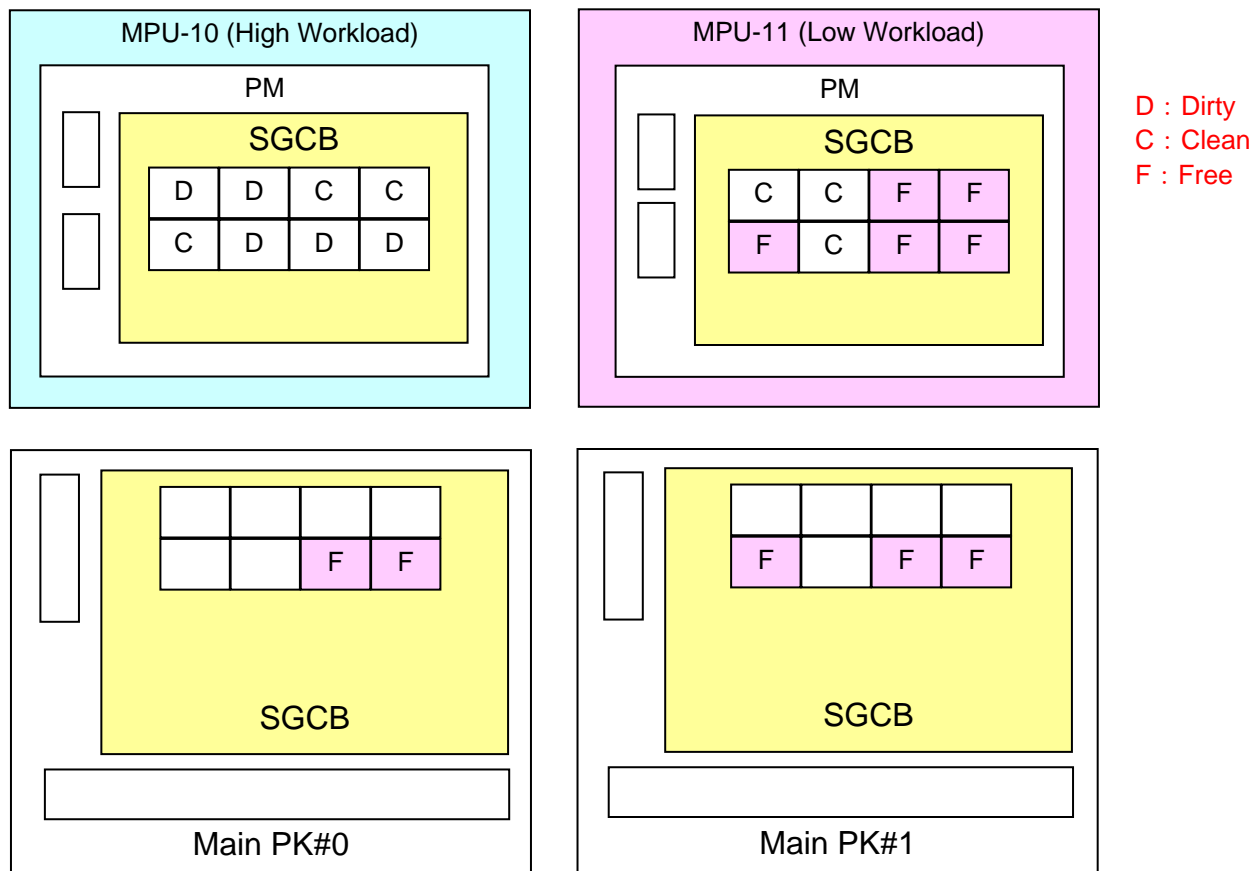 MPU-10 (High Workload)
PM
SGCB
D D C C
C D D D
MPU-11 (Low Workload)
PM
SGCB
C C F F
F C F F
D : Dirty
C : Clean
F : Free
F F
SGCB
Main PK#0
F F F
SGCB
Main PK#1